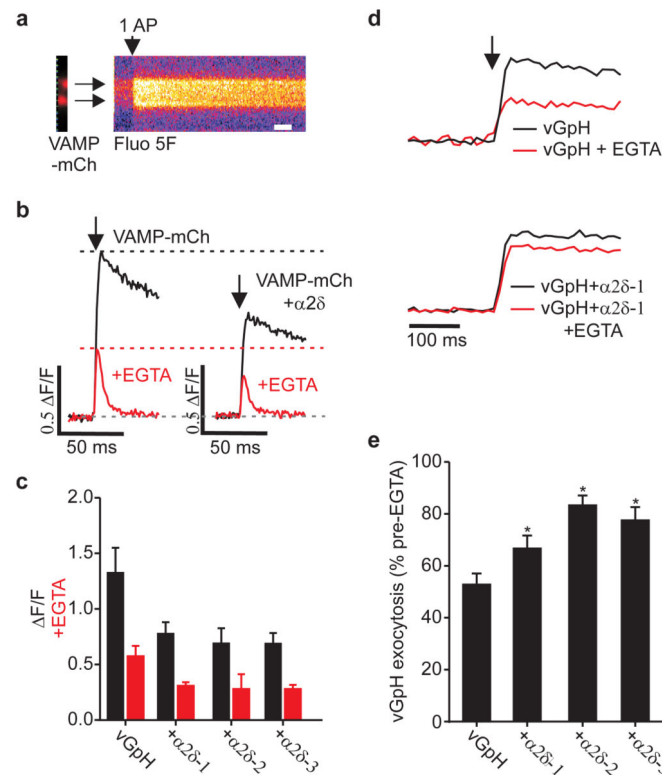 a
1 AP
VAMP
-mCh
Fluo 5F
b
VAMP-mCh
VAMP-mCh
+α2δ
+EGTA
+EGTA
0.5 ΔF/F
0.5 ΔF/F
50 ms
50 ms
c
ΔF/F
+EGTA
2.0
1.5
1.0
0.5
0.0
vGpH
+α2δ-1
+α2δ-2
+α2δ-3
d
vGpH
vGpH + EGTA
vGpH+α2δ-1
vGpH+α2δ-1
+EGTA
100 ms
e
vGpH exocytosis (% pre-EGTA)
100
80
60
40
20
0
*
*
*
vGpH
+α2δ-1
+α2δ-2